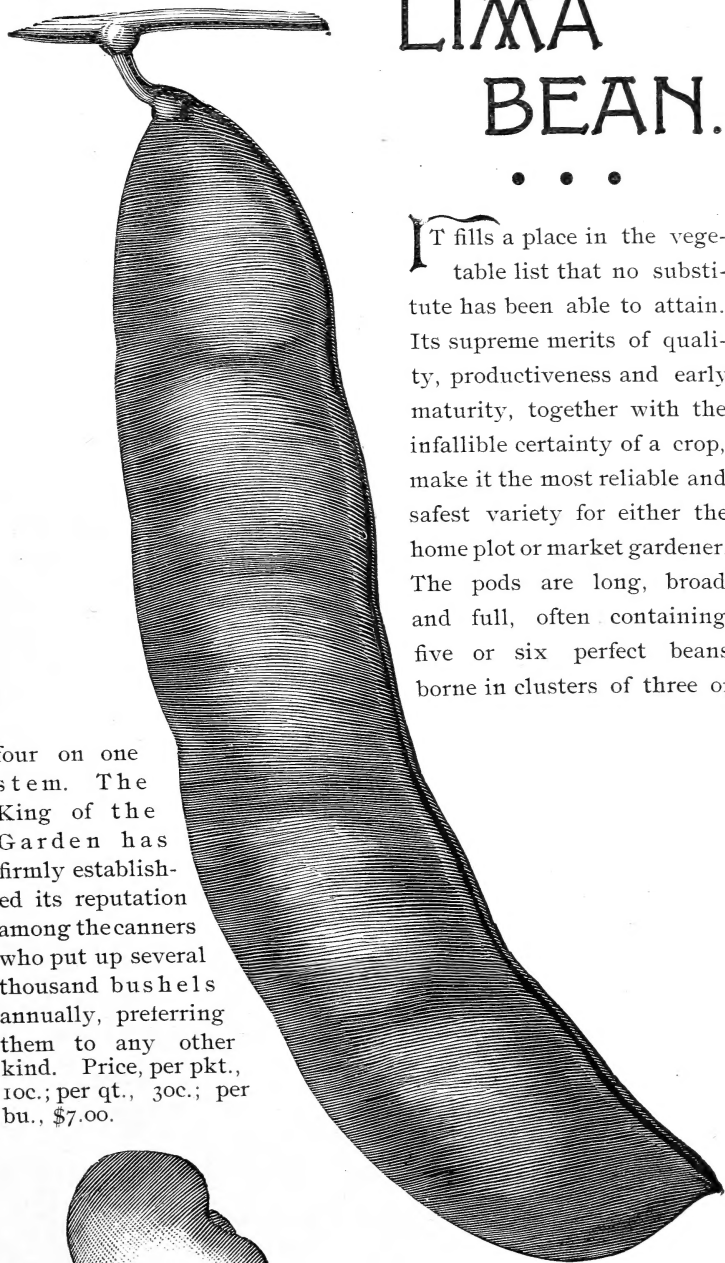 LIMA
BEAN.
IT fills a place in the vege-
table list that no substi-
tute has been able to attain.
Its supreme merits of quali-
ty, productiveness and early
maturity, together with the
infallible certainty of a crop,
make it the most reliable and
safest variety for either the
home plot or market gardener
The pods are long, broad
and full, often containing
five or six perfect beans
borne in clusters of three o
four on one
stem. The
King of the
Garden has
firmly establish-
ed its reputation
among the canners
who put up several
thousand bushels
annually, preferring
them to any other
kind. Price, per pkt.,
10c.; per qt., 30c.; per
bu., $7.00.